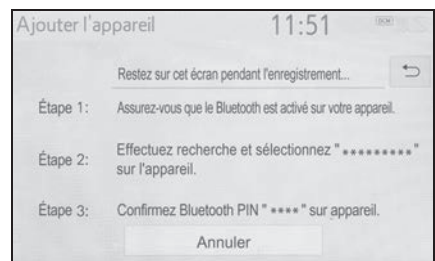 Ajouter l'appareil 11:51 DCM
Restez sur cet écran pendant l'enregistrement...
Étape 1: Assurez-vous que le Bluetooth est activé sur votre appareil.
Étape 2: Effectuez recherche et sélectionnez "*********"
sur l'appareil.
Étape 3: Confirmez Bluetooth PIN "****" sur appareil.
Annuler